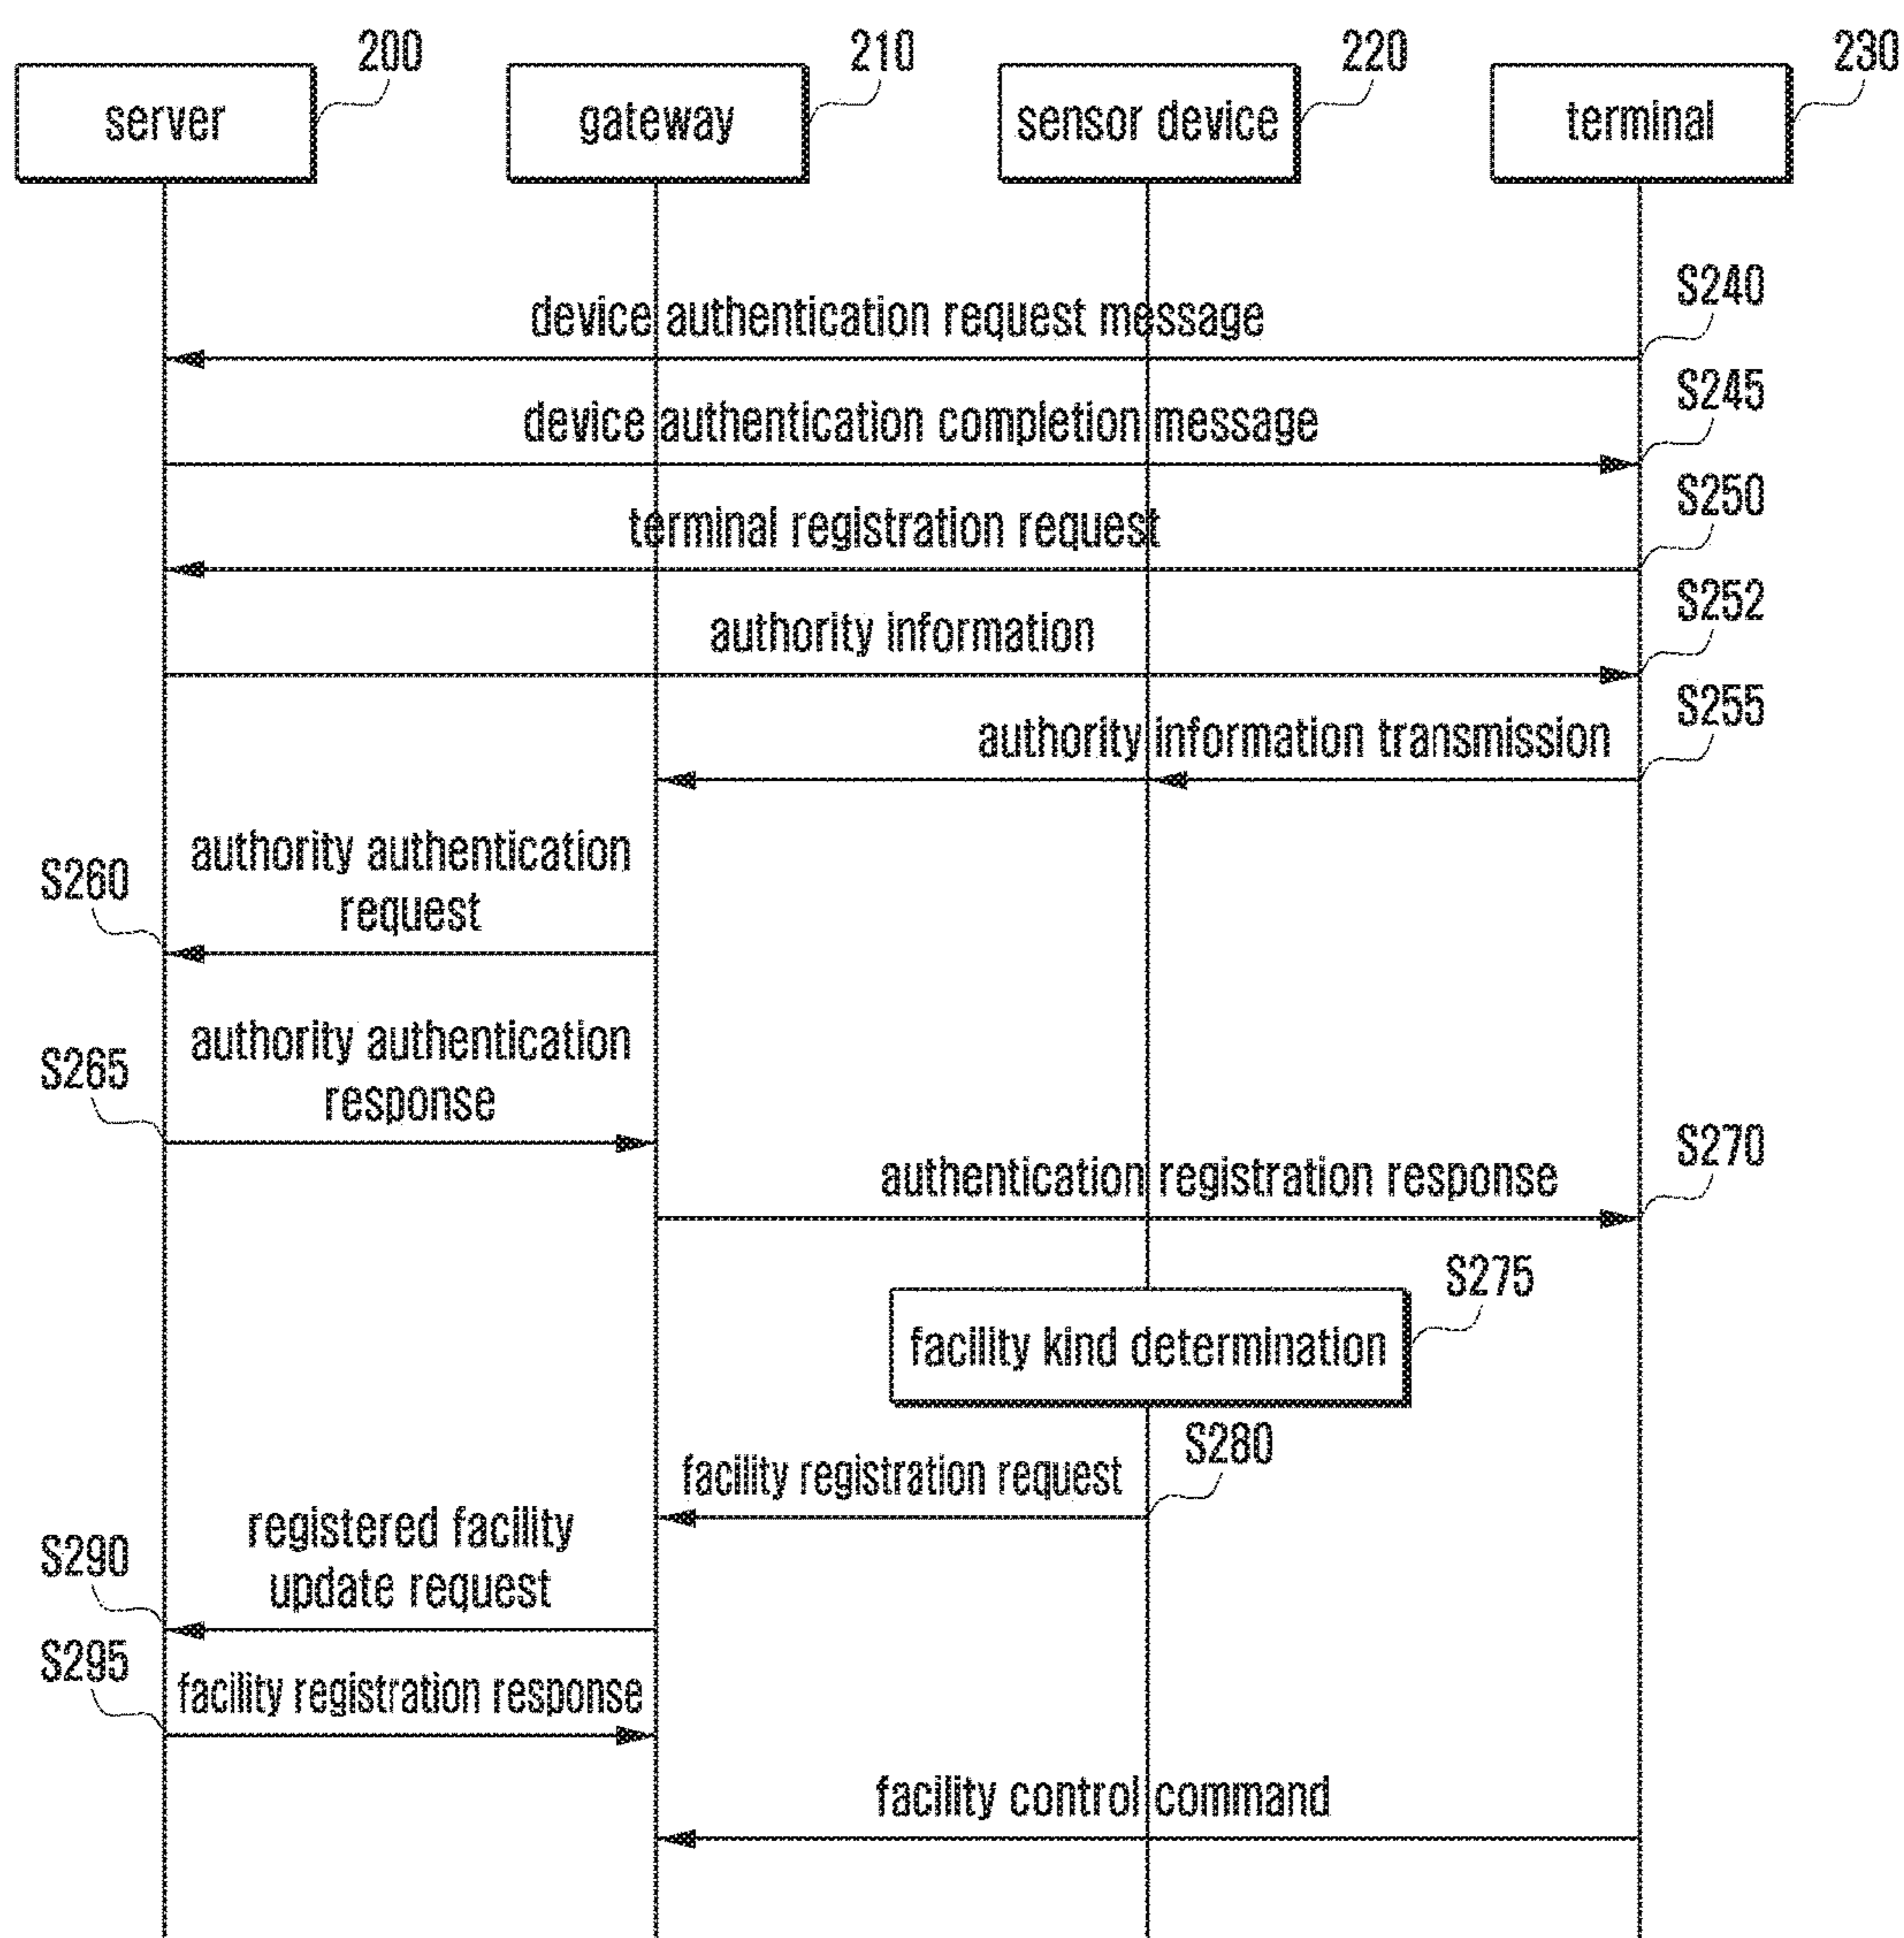 200
210
220
230
server
gateway
sensor device
terminal
S240
device authentication request message
S245
device authentication completion message
S250
terminal registration request
S252
authority information
S255
authority information transmission
S260
authority authentication
request
S265
authority authentication
response
S270
authentication registration response
S275
facility kind determination
S280
facility registration request
S290
registered facility
update request
S295
facility registration response
facility control command